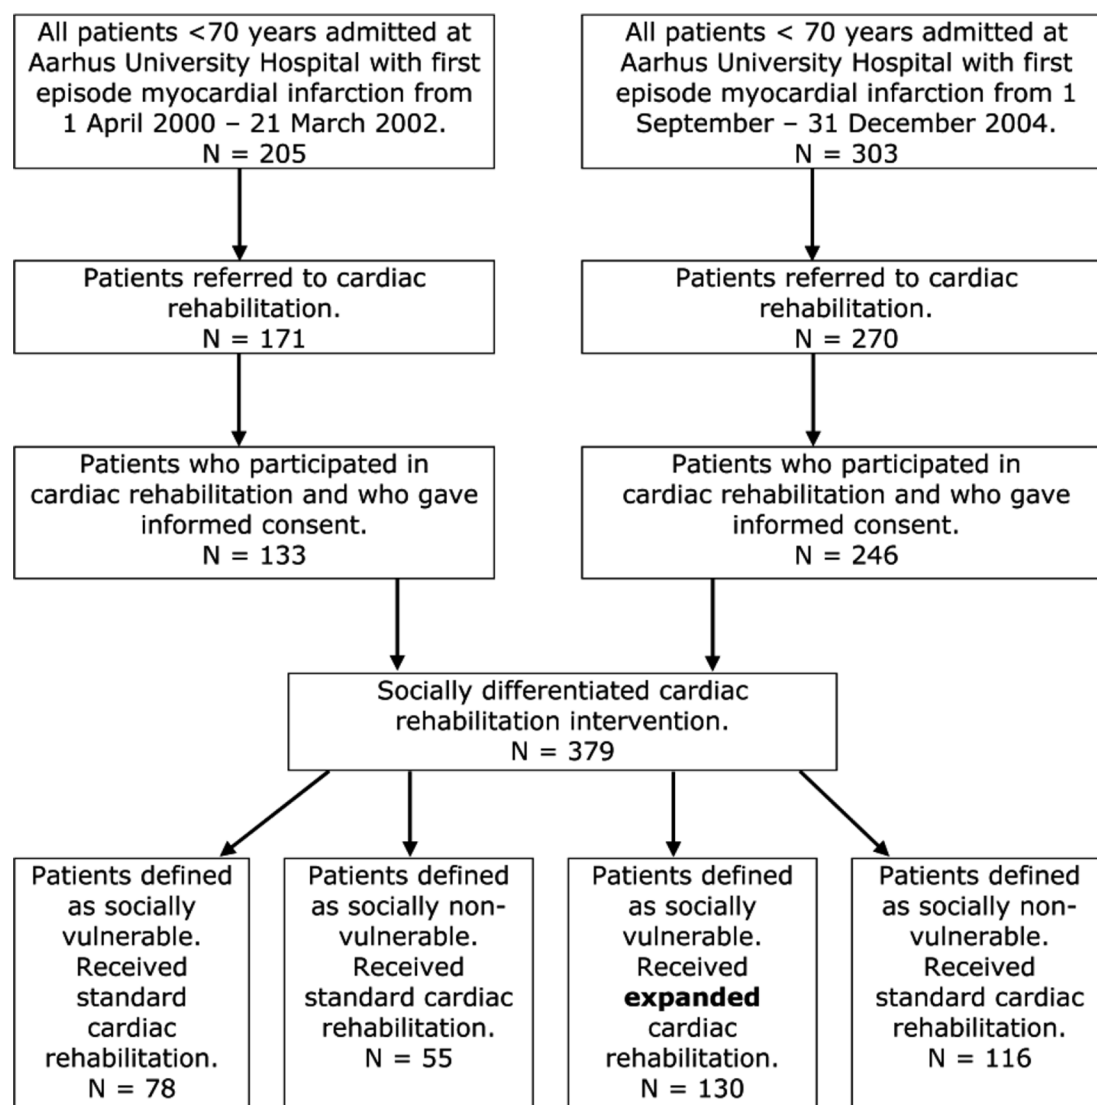 All patients <70 years admitted at
Aarhus University Hospital with first
episode myocardial infarction from
1 April 2000 – 21 March 2002.
N = 205
All patients < 70 years admitted at
Aarhus University Hospital with first
episode myocardial infarction from 1
September – 31 December 2004.
N = 303
Patients referred to cardiac
rehabilitation.
N = 171
Patients referred to cardiac
rehabilitation.
N = 270
Patients who participated in
cardiac rehabilitation and who gave
informed consent.
N = 133
Patients who participated in
cardiac rehabilitation and who gave
informed consent.
N = 246
Socially differentiated cardiac
rehabilitation intervention.
N = 379
Patients defined
as socially
vulnerable.
Received
standard
cardiac
rehabilitation.
N = 78
Patients defined
as socially non-
vulnerable.
Received
standard cardiac
rehabilitation.
N = 55
Patients defined
as socially
vulnerable.
Received
expanded
cardiac
rehabilitation.
N = 130
Patients defined
as socially non-
vulnerable.
Received
standard cardiac
rehabilitation.
N = 116